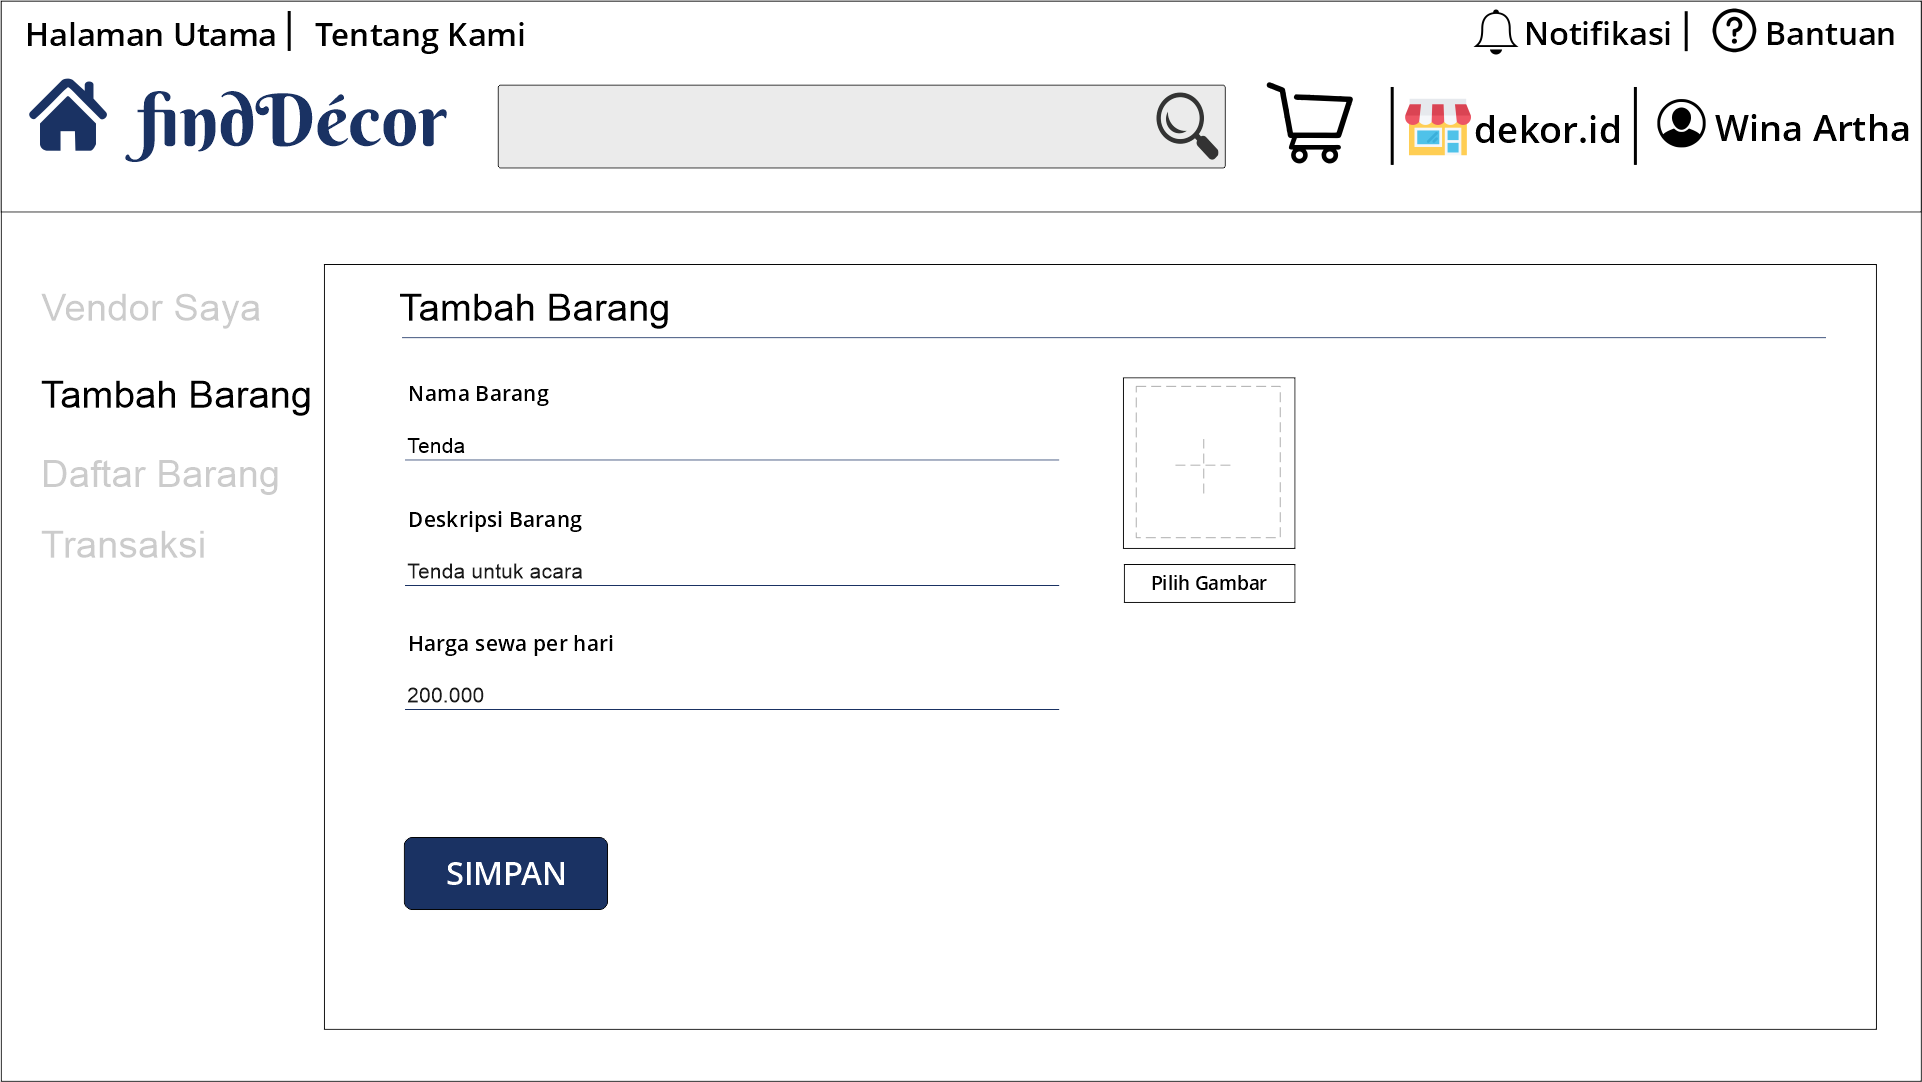 Halaman Utama | Tentang Kami
Notifikasi | Bantuan
findDécor
dekor.id
Wina Artha
Vendor Saya
Tambah Barang
Daftar Barang
Transaksi
Tambah Barang
Nama Barang
Tenda
Deskripsi Barang
Tenda untuk acara
Harga sewa per hari
200.000
Pilih Gambar
SIMPAN